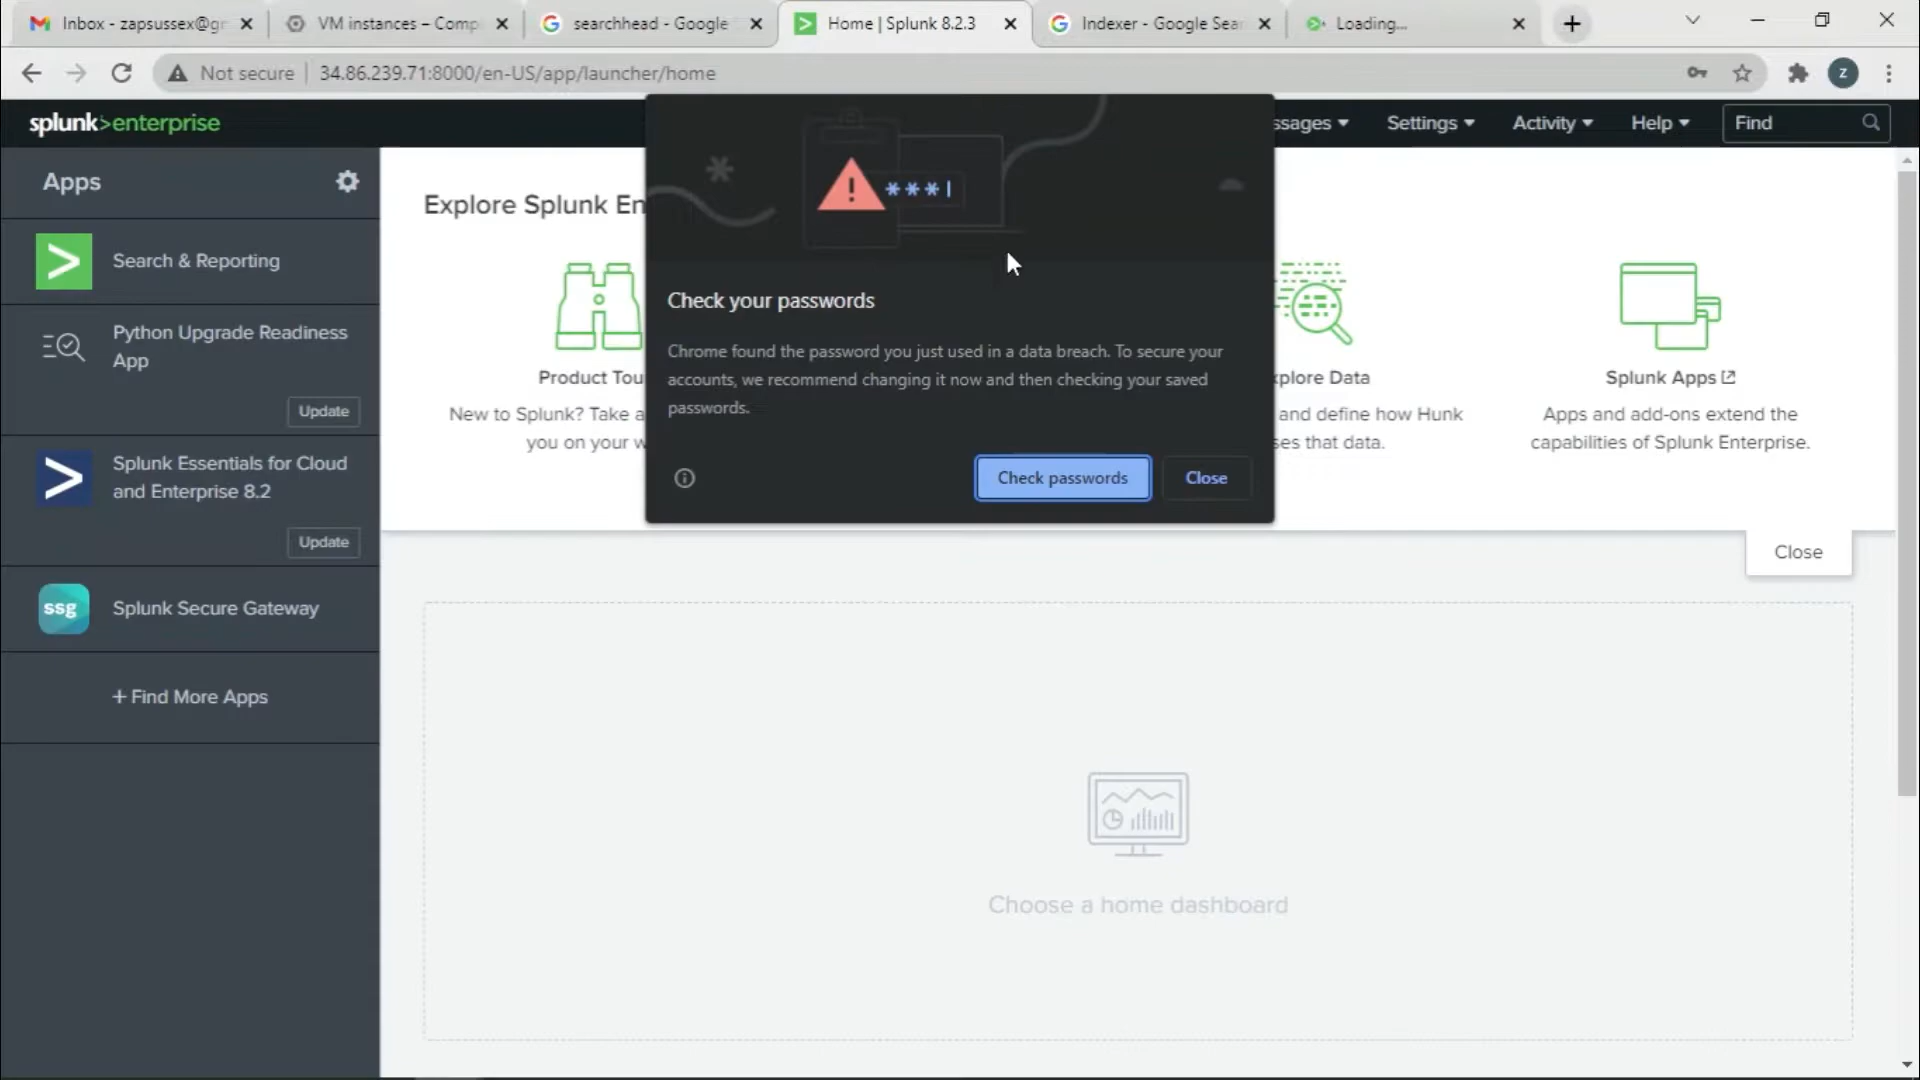 Inbox - zapsussex@gr
VM instances – Comp
searchhead - Google
Home | Splunk 8.2.3
Indexer - Google Sear
Loading...
Not secure
34.86.239.71:8000/en-US/app/launcher/home
z
splunk>enterprise
ssages
Settings
Activity
Help
Find
Apps
Search & Reporting
Python Upgrade Readiness
App
Update
Splunk Essentials for Cloud
and Enterprise 8.2
Update
ssg
Splunk Secure Gateway
+ Find More Apps
Explore Splunk En
Product Tou
New to Splunk? Take a
you on your w
***|
Check your passwords
Chrome found the password you just used in a data breach. To secure your
accounts, we recommend changing it now and then checking your saved
passwords.
Check passwords
Close
xplore Data
and define how Hunk
ses that data.
Splunk Apps
Apps and add-ons extend the
capabilities of Splunk Enterprise.
Close
Choose a home dashboard